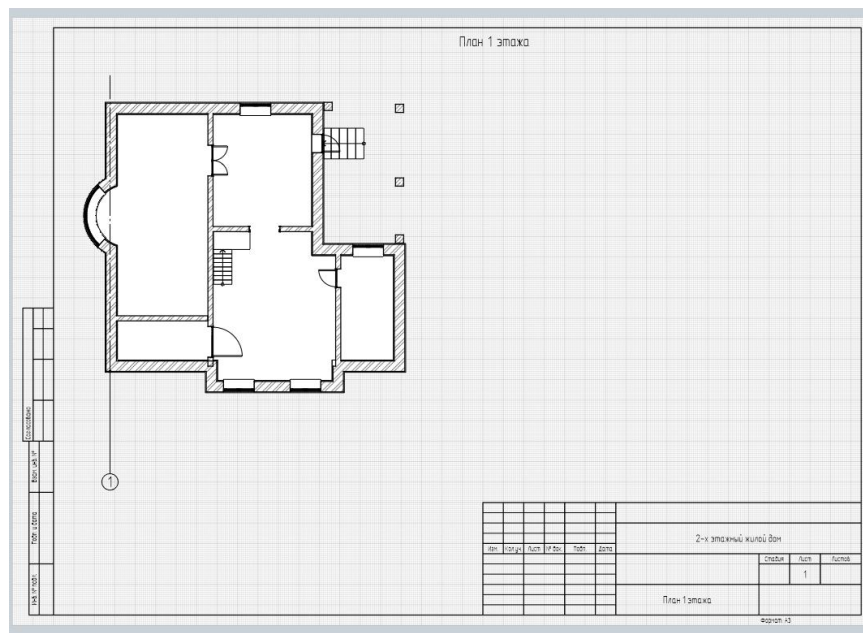 План 1 этажа
1
Согласовано
Взам. инв. №
Подп. и дата
Инв. № подл.
Изм. Кол.уч Лист № док. Подп. Дата
2-х этажный жилой дом
Стадия Лист Листов
1
План 1 этажа
Формат А3